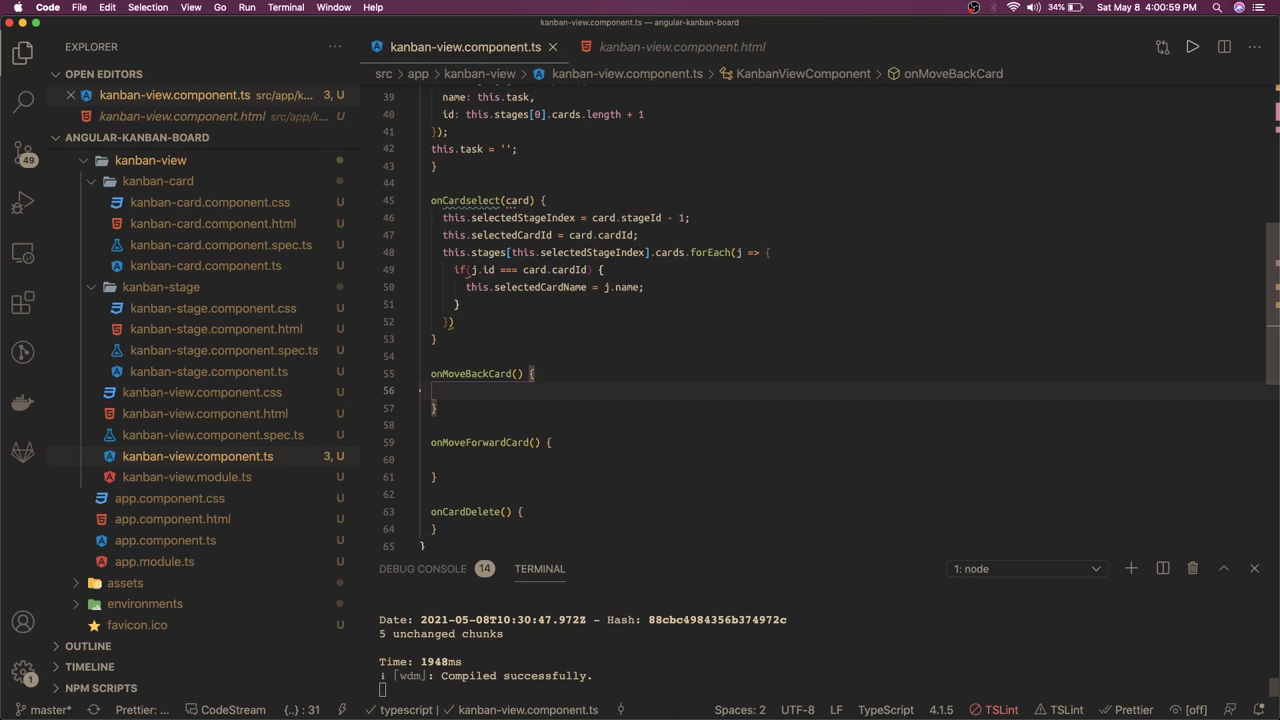 Code File Edit Selection View Go Run Terminal Window Help
34% Sat May 8 4:00:59 PM
kanban-view.component.ts — angular-kanban-board
EXPLORER
kanban-view.component.ts
kanban-view.component.html
OPEN EDITORS
src > app > kanban-view > kanban-view.component.ts > KanbanViewComponent > onMoveBackCard
kanban-view.component.ts src/app/k... 3, U
kanban-view.component.html src/app/k... U
ANGULAR-KANBAN-BOARD
kanban-view
kanban-card
kanban-card.component.css U
kanban-card.component.html U
kanban-card.component.spec.ts U
kanban-card.component.ts U
kanban-stage
kanban-stage.component.css U
kanban-stage.component.html U
kanban-stage.component.spec.ts U
kanban-stage.component.ts U
kanban-view.component.css U
kanban-view.component.html U
kanban-view.component.spec.ts U
kanban-view.component.ts 3, U
kanban-view.module.ts U
app.component.css U
app.component.html U
app.component.ts U
app.module.ts U
assets
environments
favicon.ico U
OUTLINE
TIMELINE
NPM SCRIPTS
49
1
39 name: this.task,
40 id: this.stages[0].cards.length + 1
41 });
42 this.task = '';
43 }
44
45 onCardselect(card) {
46 this.selectedStageIndex = card.stageId - 1;
47 this.selectedCardId = card.cardId;
48 this.stages[this.selectedStageIndex].cards.forEach(j => {
49 if(j.id === card.cardId) {
50 this.selectedCardName = j.name;
51 }
52 })
53 }
54
55 onMoveBackCard() {
56
57 }
58
59 onMoveForwardCard() {
60
61 }
62
63 onCardDelete() {
64 }
65 }
DEBUG CONSOLE 14 TERMINAL 1: node
Date: 2021-05-08T10:30:47.972Z - Hash: 88cbc4984356b374972c
5 unchanged chunks
Time: 1948ms
i ｢wdm｣: Compiled successfully.
master* Prettier: ... CodeStream {..} : 31 typescript | kanban-view.component.ts Spaces: 2 UTF-8 LF TypeScript 4.1.5 TSLint TSLint Prettier [off]